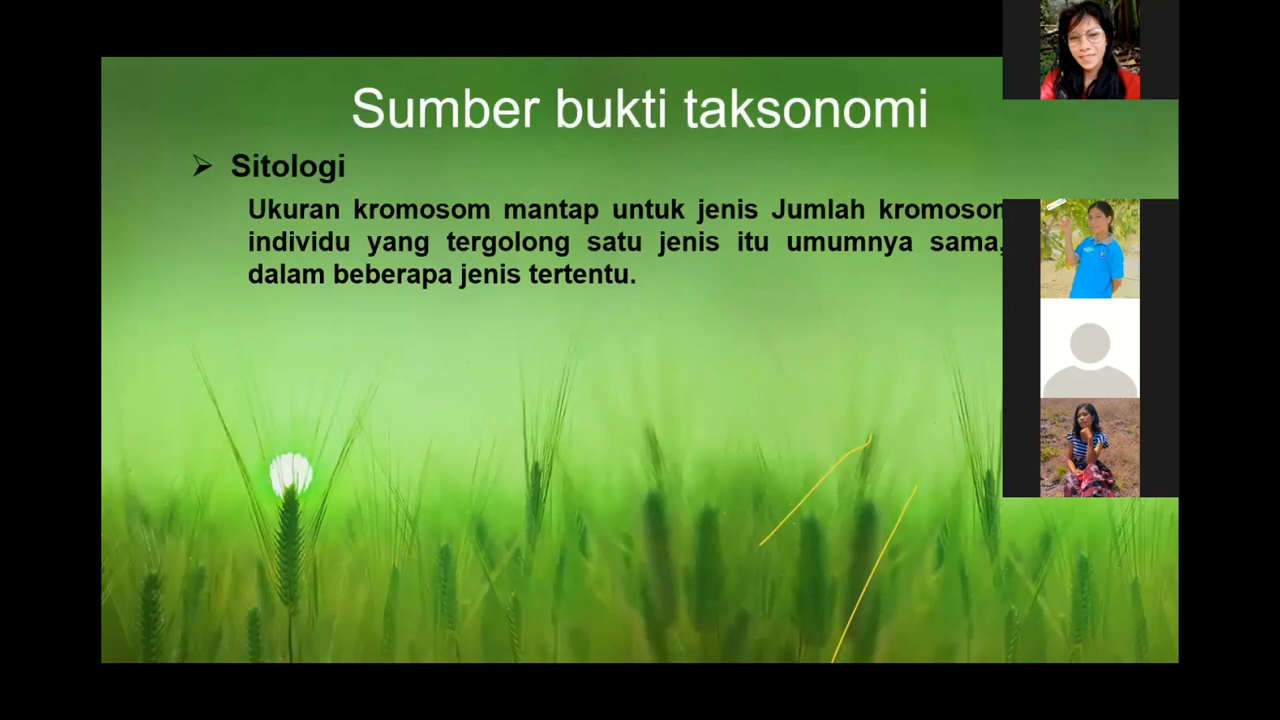 Sumber bukti taksonomi
Sitologi
Ukuran kromosom mantap untuk jenis Jumlah kromosom
individu yang tergolong satu jenis itu umumnya sama,
dalam beberapa jenis tertentu.